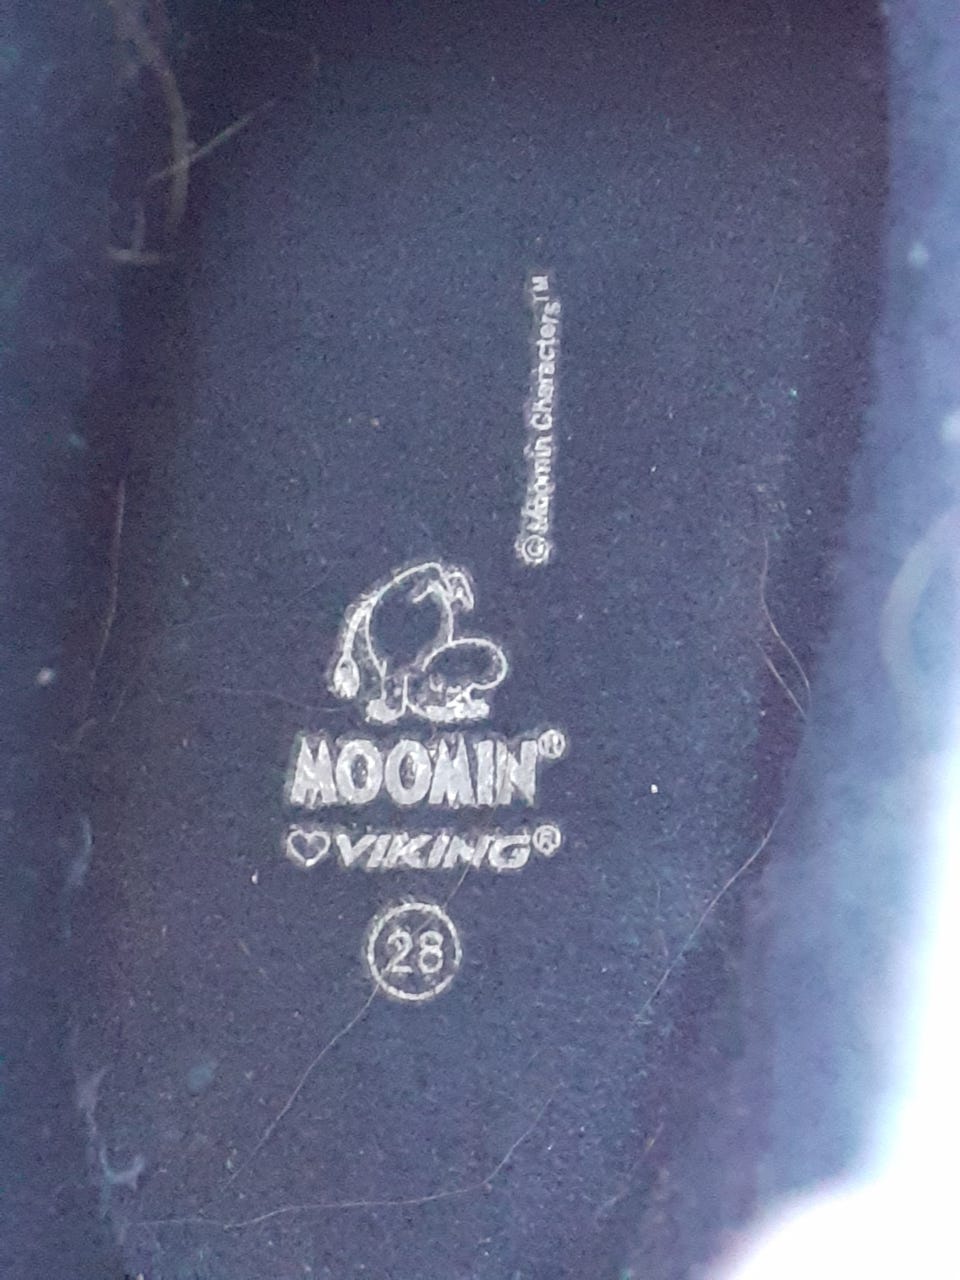 © Moomin Characters™
MOOMIN®
♡VIKING®
28